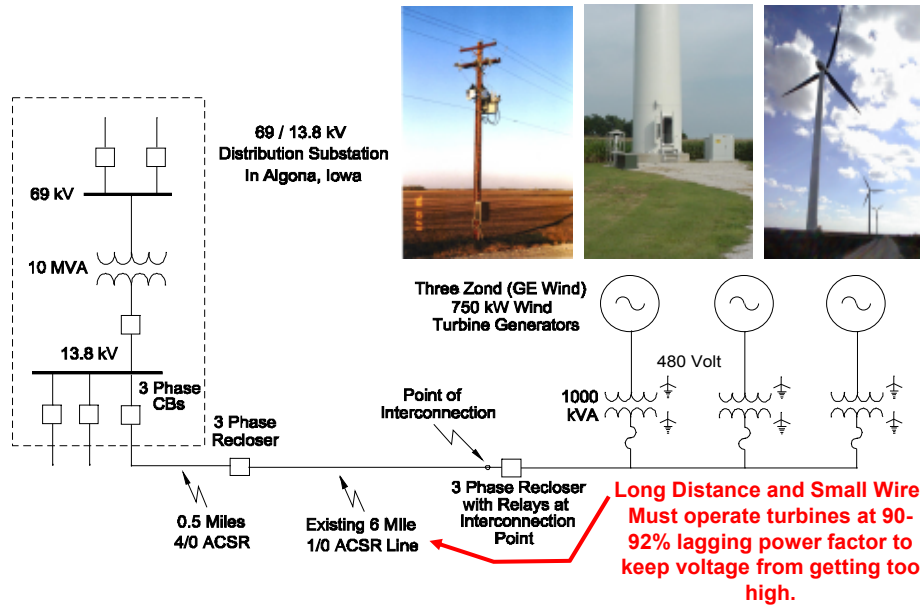 69 / 13.8 kV
Distribution Substation
In Algona, Iowa
69 kV
10 MVA
13.8 kV
3 Phase
CBs
3 Phase
Recloser
0.5 Miles
4/0 ACSR
Existing 6 Mile
1/0 ACSR Line
Point of
Interconnection
3 Phase Recloser
with Relays at
Interconnection
Point
Three Zond (GE Wind)
750 kW Wind
Turbine Generators
480 Volt
1000
kVA
Long Distance and Small Wire
Must operate turbines at 90-
92% lagging power factor to
keep voltage from getting too
high.